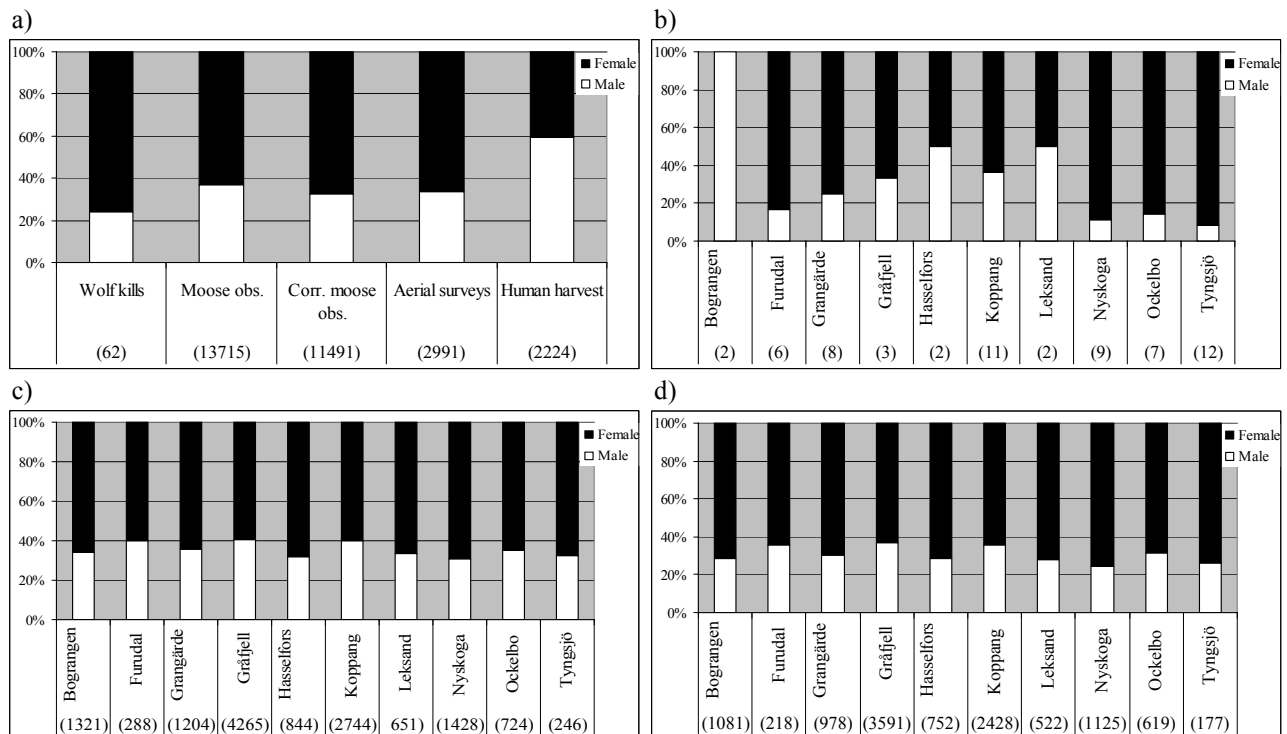 a)
100%
80%
60%
40%
20%
0%
Female
Male
Wolf kills
Moose obs.
Corr. moose obs.
Aerial surveys
Human harvest
(62)
(13715)
(11491)
(2991)
(2224)
b)
100%
80%
60%
40%
20%
0%
Female
Male
Bograngen
Furudal
Grangärde
Gråfjell
Hasselfors
Koppang
Leksand
Nyskoga
Ockelbo
Tyngsjö
(2)
(6)
(8)
(3)
(2)
(11)
(2)
(9)
(7)
(12)
c)
100%
80%
60%
40%
20%
0%
Female
Male
Bograngen
Furudal
Grangärde
Gråfjell
Hasselfors
Koppang
Leksand
Nyskoga
Ockelbo
Tyngsjö
(1321)
(288)
(1204)
(4265)
(844)
(2744)
651)
(1428)
(724)
(246)
d)
100%
80%
60%
40%
20%
0%
Female
Male
Bograngen
Furudal
Grangärde
Gråfjell
Hasselfors
Koppang
Leksand
Nyskoga
Ockelbo
Tyngsjö
(1081)
(218)
(978)
(3591)
(752)
(2428)
(522)
(1125)
(619)
(177)